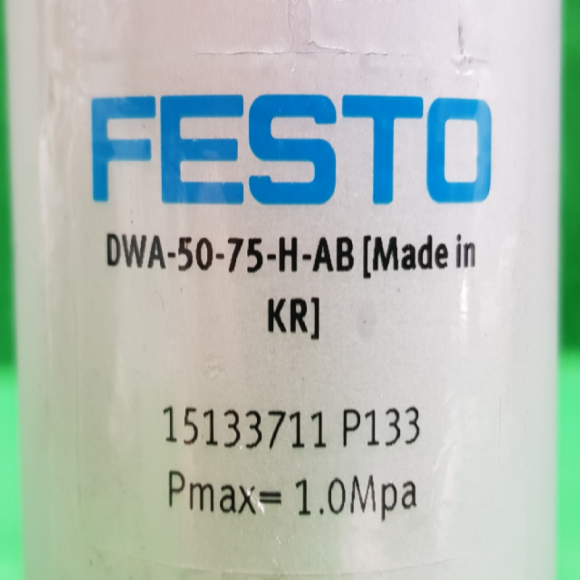 FESTO
DWA-50-75-H-AB [Made in
KR]
15133711 P133
Pmax= 1.0Mpa